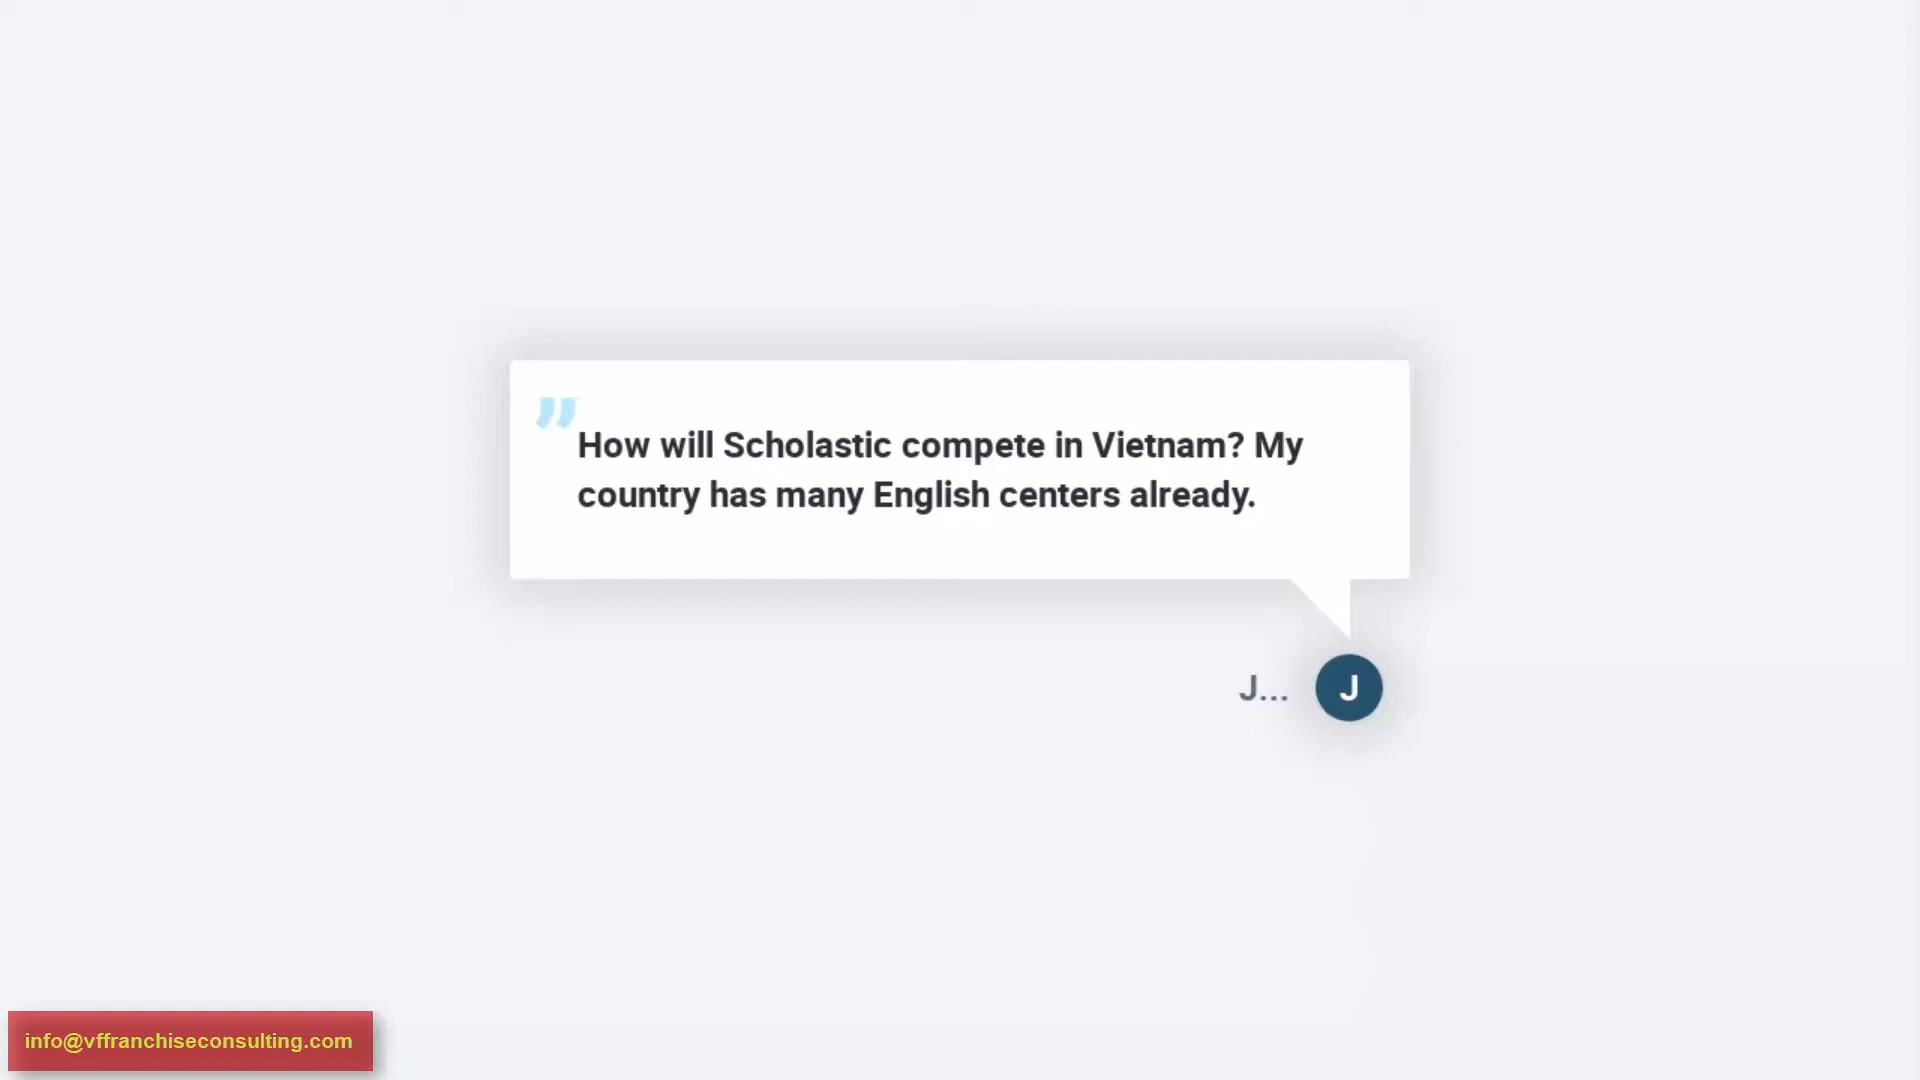 ”
How will Scholastic compete in Vietnam? My
country has many English centers already.
J... J
info@vffranchiseconsulting.com